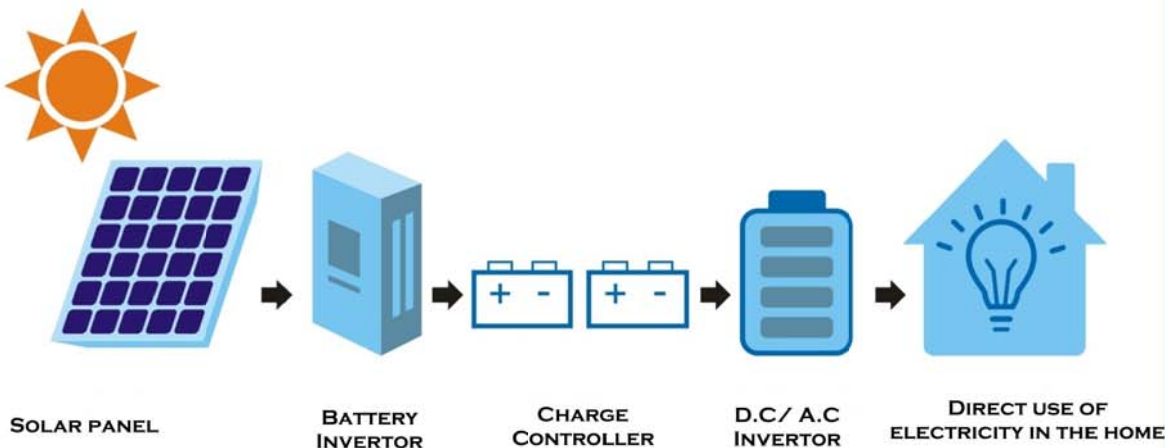 SOLAR PANEL
BATTERY
INVERTOR
CHARGE
CONTROLLER
D.C/ A.C
INVERTOR
DIRECT USE OF
ELECTRICITY IN THE HOME
+ -
+ -